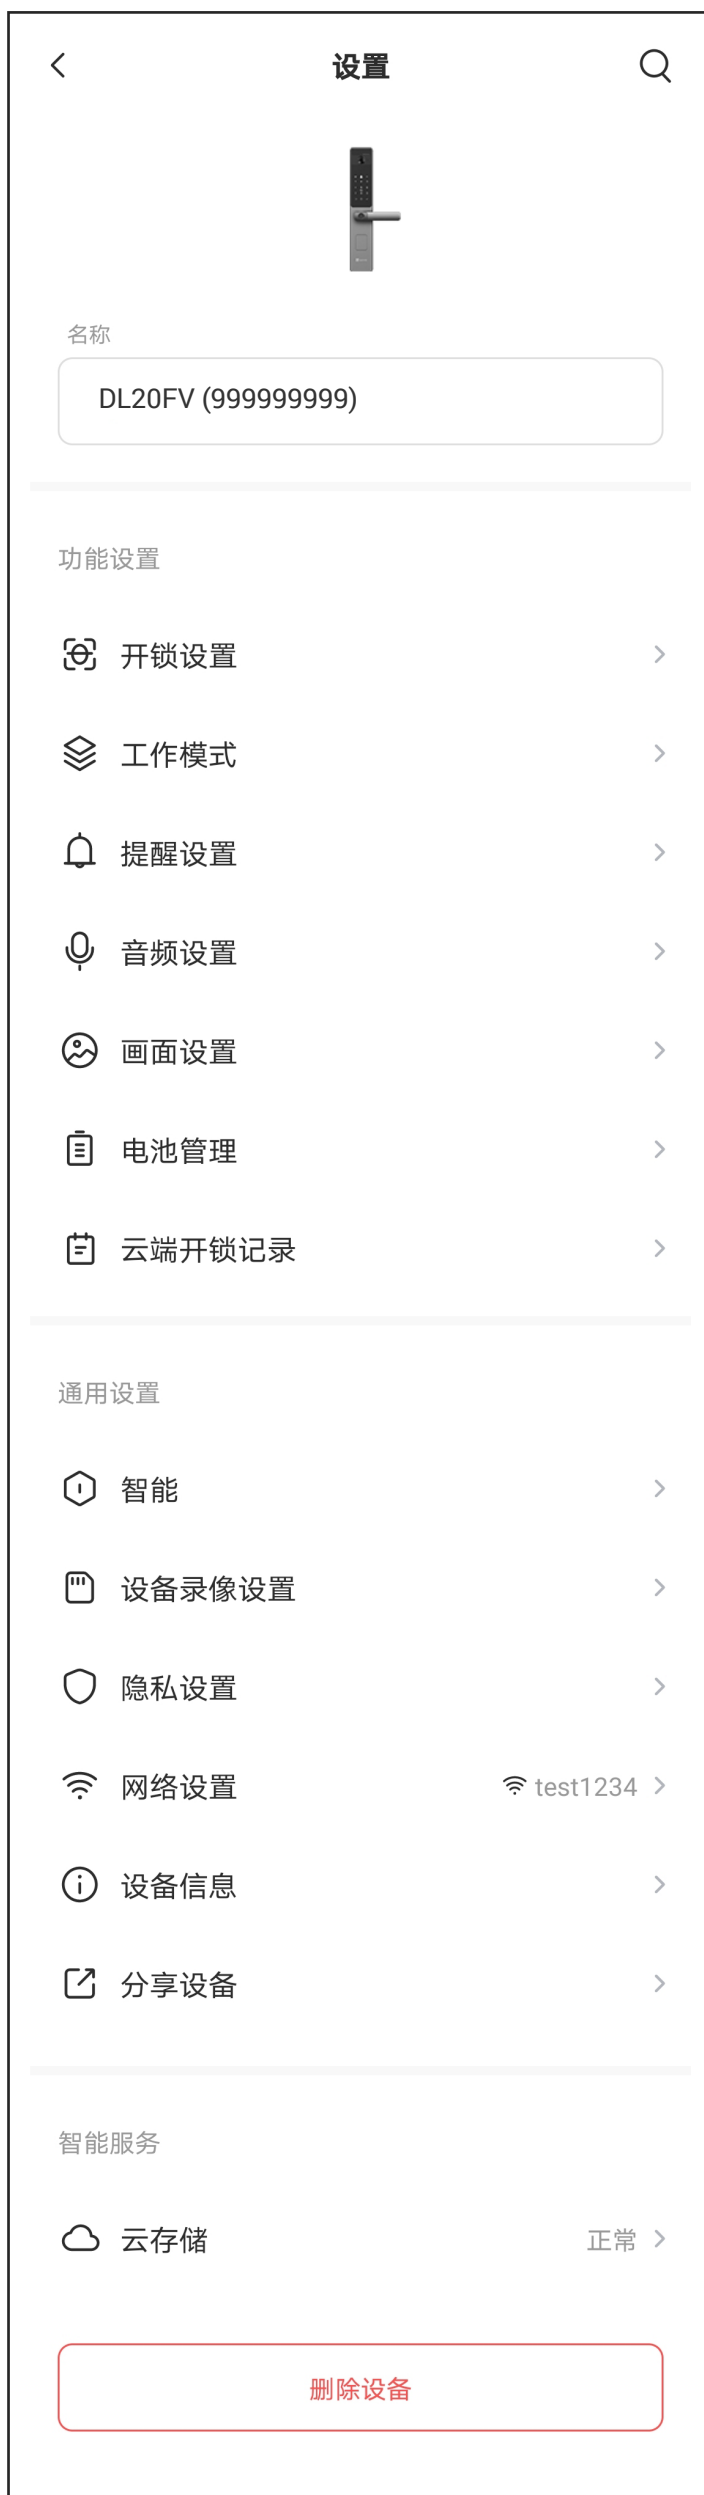 设置
名称
DL20FV (999999999)
功能设置
开锁设置
工作模式
提醒设置
音频设置
画面设置
电池管理
云端开锁记录
通用设置
智能
设备录像设置
隐私设置
网络设置 test1234
设备信息
分享设备
智能服务
云存储 正常
删除设备